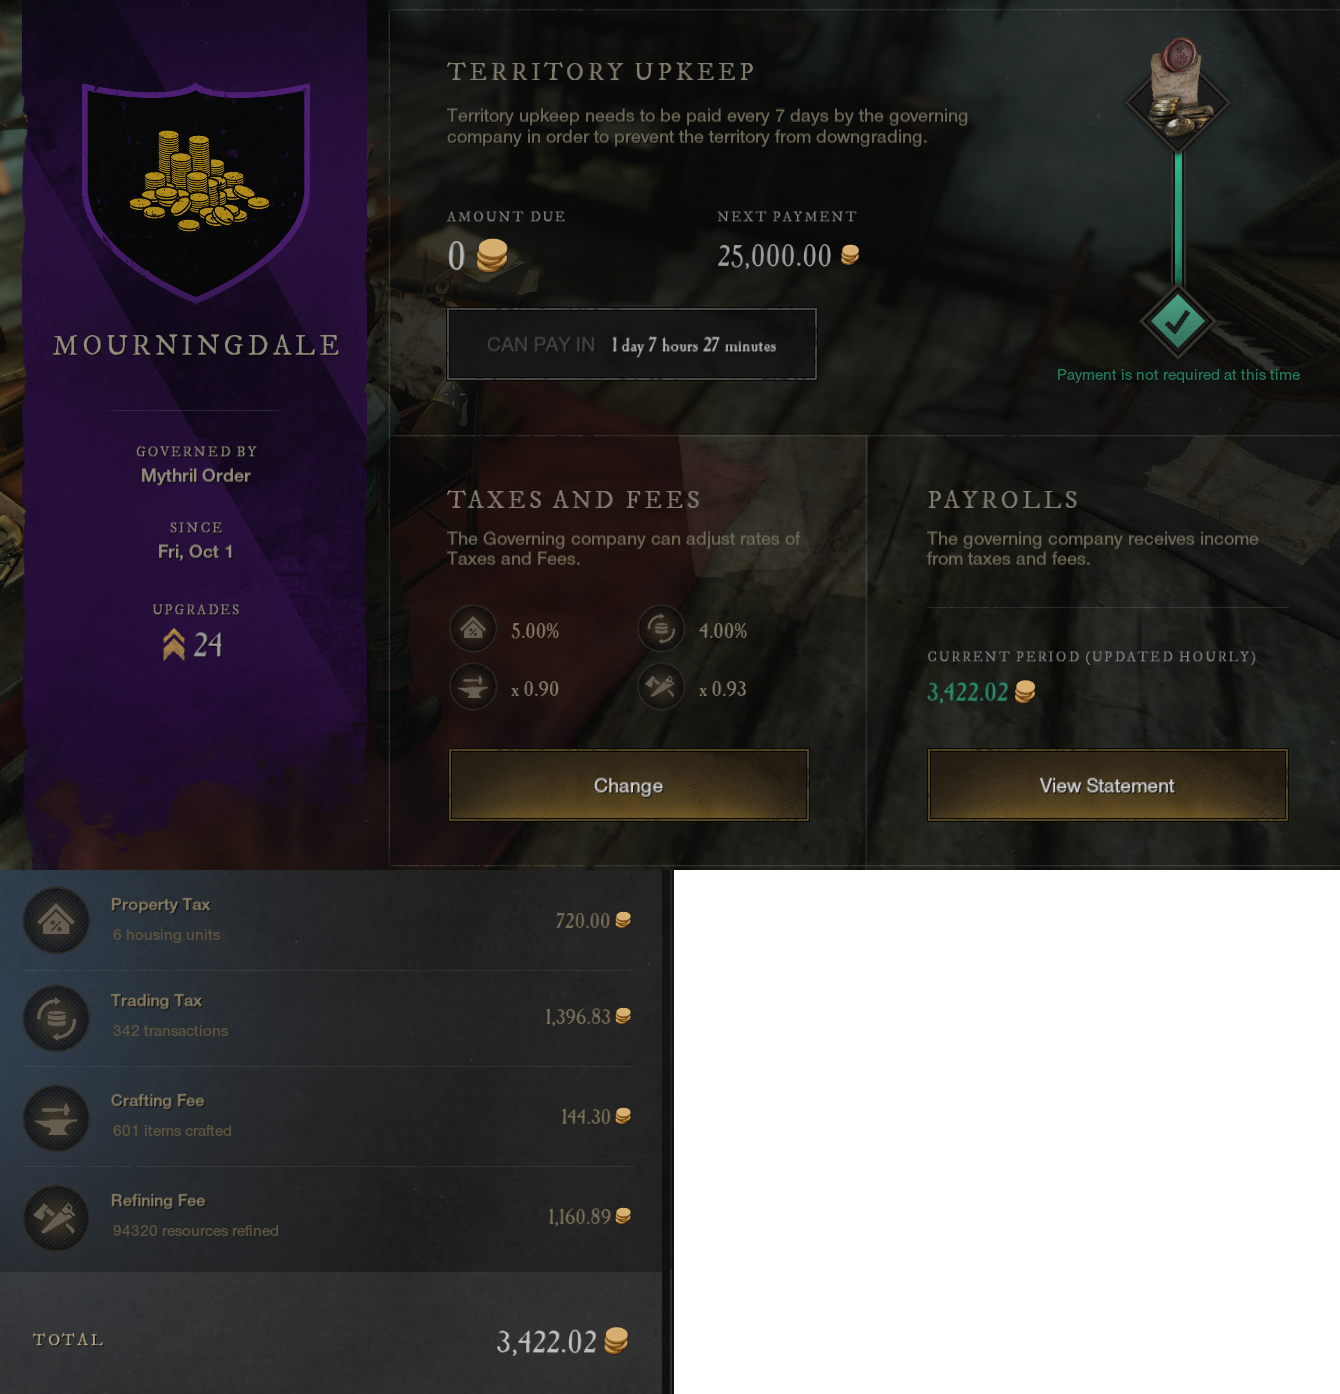 MOURNINGDALE
GOVERNED BY
Mythril Order
SINCE
Fri, Oct 1
UPGRADES
24
TERRITORY UPKEEP
Territory upkeep needs to be paid every 7 days by the governing
company in order to prevent the territory from downgrading.
AMOUNT DUE
0
NEXT PAYMENT
25,000.00
CAN PAY IN 1 day 7 hours 27 minutes
Payment is not required at this time
TAXES AND FEES
The Governing company can adjust rates of
Taxes and Fees.
5.00%
4.00%
x 0.90
x 0.93
Change
PAYROLLS
The governing company receives income
from taxes and fees.
CURRENT PERIOD (UPDATED HOURLY)
3,422.02
View Statement
Property Tax
6 housing units
720.00
Trading Tax
342 transactions
1,396.83
Crafting Fee
601 items crafted
144.30
Refining Fee
94320 resources refined
1,160.89
TOTAL
3,422.02